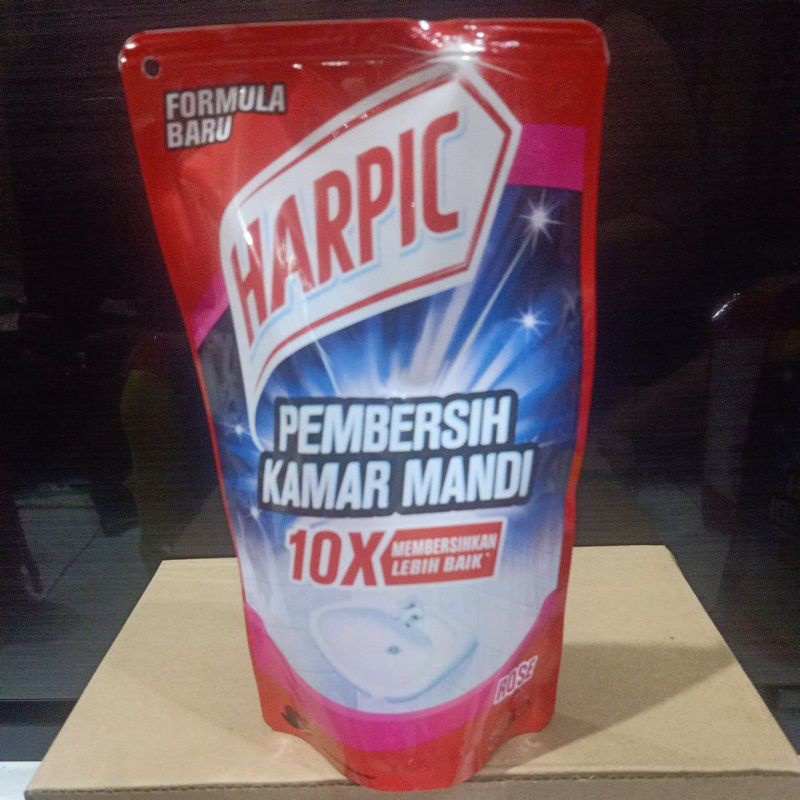 FORMULA
BARU
HARPIC
PEMBERSIH
KAMAR MANDI
10X
MEMBERSIHKAN
LEBIH BAIK*
ROSE